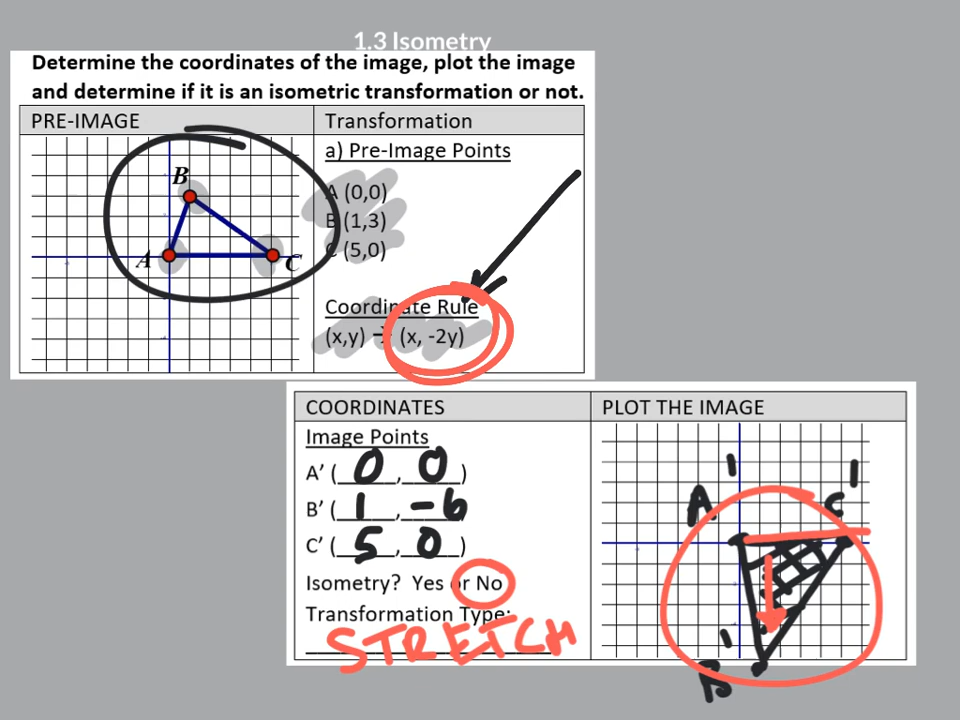 1.3 Isometry
Determine the coordinates of the image, plot the image
and determine if it is an isometric transformation or not.
PRE-IMAGE
B
A
C
Transformation
a) Pre-Image Points
A (0,0)
B (1,3)
C (5,0)
Coordinate Rule
(x,y) → (x, -2y)
COORDINATES
Image Points
A’ (0,0)
B’ (1,-6)
C’ (5,0)
Isometry? Yes or No
Transformation Type:
STRETCH
PLOT THE IMAGE
A'
C'
B'